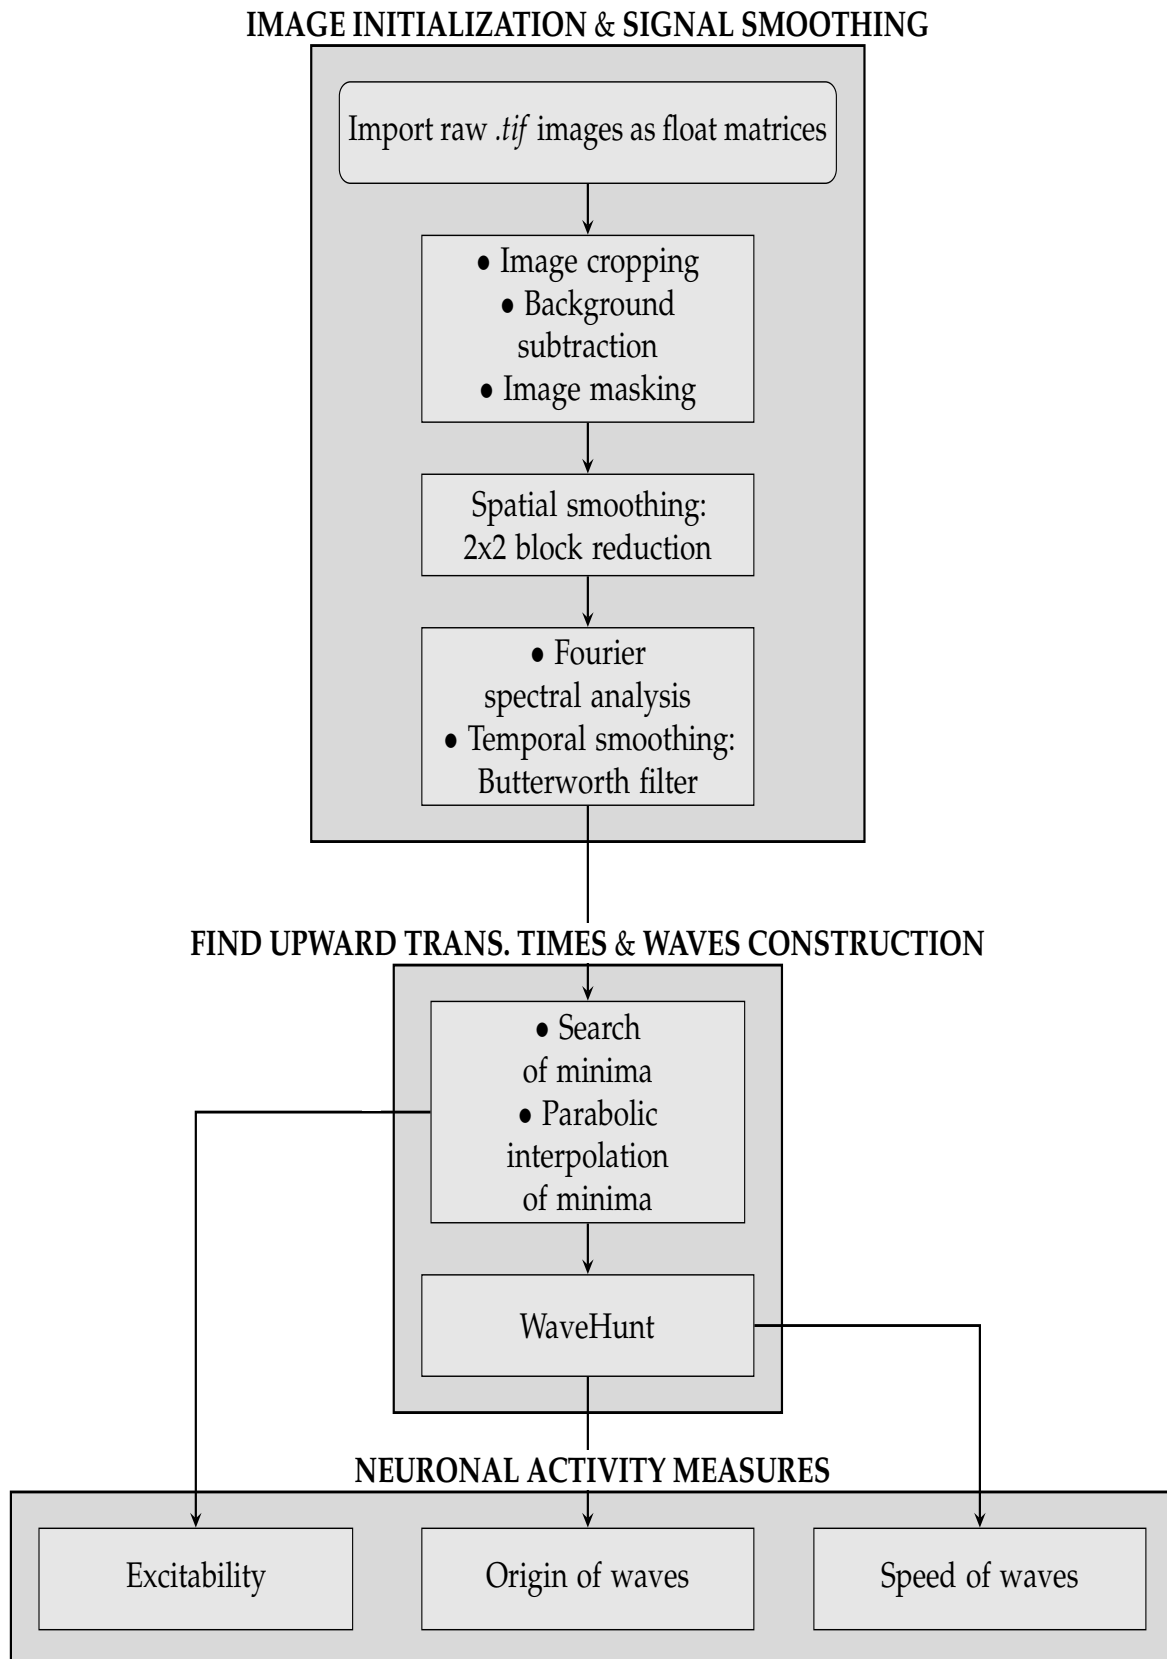 IMAGE INITIALIZATION & SIGNAL SMOOTHING
Import raw .tif images as float matrices
• Image cropping
• Background
subtraction
• Image masking
Spatial smoothing:
2x2 block reduction
• Fourier
spectral analysis
• Temporal smoothing:
Butterworth filter
FIND UPWARD TRANS. TIMES & WAVES CONSTRUCTION
• Search
of minima
• Parabolic
interpolation
of minima
WaveHunt
NEURONAL ACTIVITY MEASURES
Excitability
Origin of waves
Speed of waves